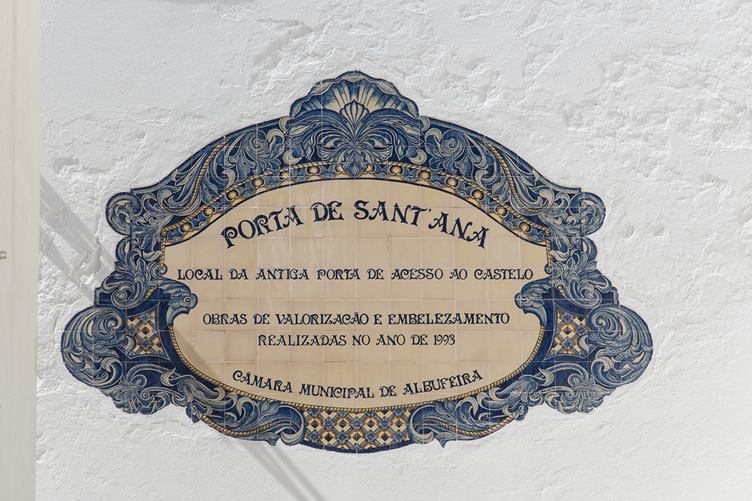 PORTA DE SANT'ANA
LOCAL DA ANTIGA PORTA DE ACESSO AO CASTELO
OBRAS DE VALORIZAÇÃO E EMBELEZAMENTO
REALIZADAS NO ANO DE 1993
CÂMARA MUNICIPAL DE ALBUFEIRA